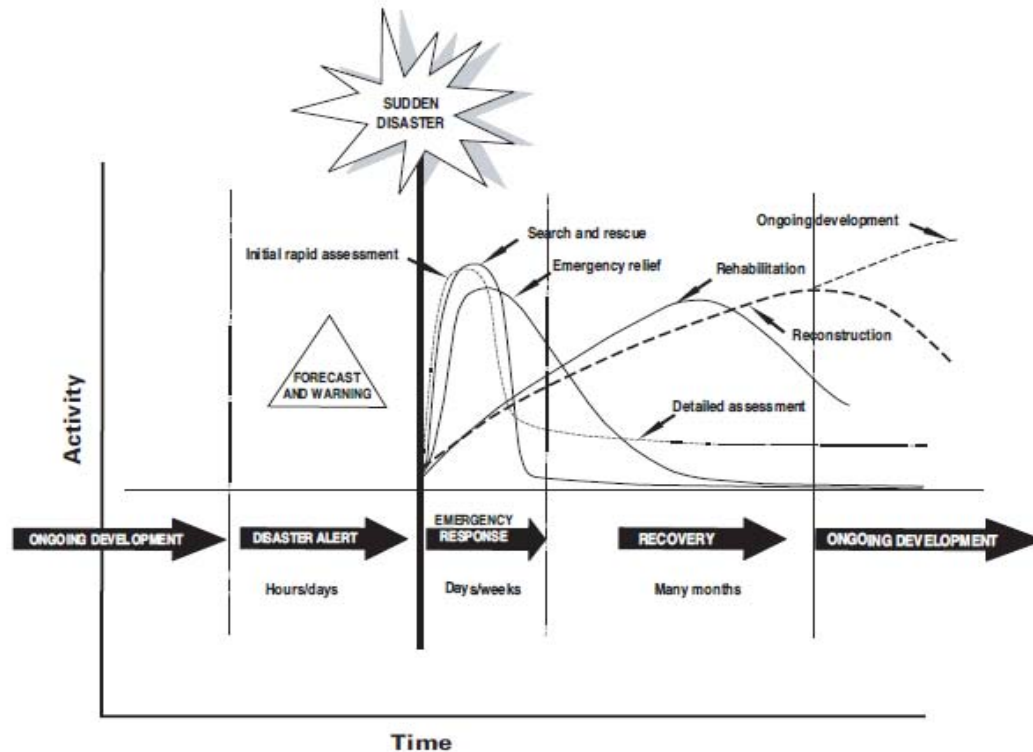 SUDDEN
DISASTER
Ongoing development
Search and rescue
Initial rapid assessment
Emergency relief
Rehabilitation
Reconstruction
FORECAST
AND WARNING
Detailed assessment
Activity
ONGOING DEVELOPMENT
DISASTER ALERT
EMERGENCY
RESPONSE
RECOVERY
ONGOING DEVELOPMENT
Hours/days
Days/weeks
Many months
Time